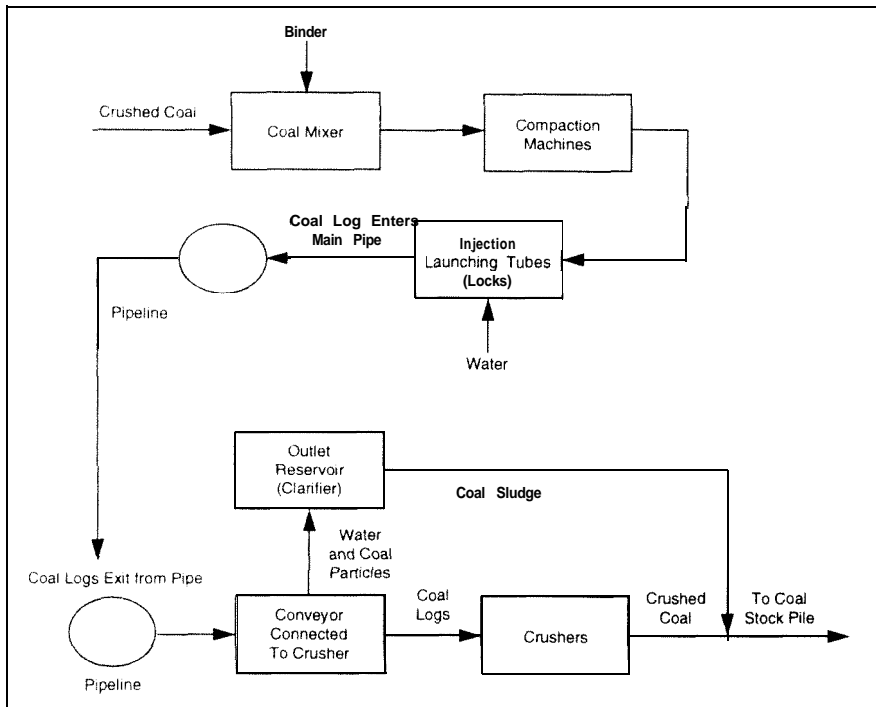 Binder
Crushed Coal
Coal Mixer
Compaction
Machines
Coal Log Enters
Main Pipe
Injection
Launching Tubes
(Locks)
Pipeline
Water
Outlet
Reservoir
(Clarifier)
Coal Sludge
Water
and Coal
Particles
Coal Logs Exit from Pipe
Conveyor
Connected
To Crusher
Coal
Logs
Crushers
Crushed
Coal
To Coal
Stock Pile
Pipeline